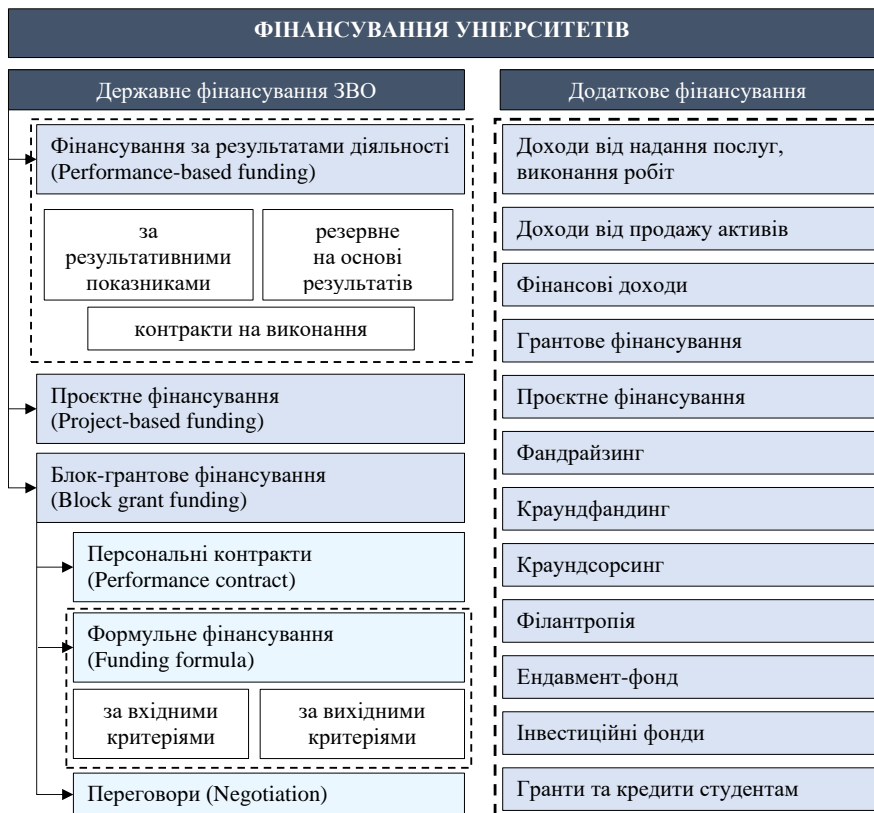 ФІНАНСУВАННЯ УНІЕРСИТЕТІВ
Державне фінансування ЗВО
Фінансування за результатами діяльності
(Performance-based funding)
за
результативними
показниками
резервне
на основі
результатів
контракти на виконання
Проєктне фінансування
(Project-based funding)
Блок-грантове фінансування
(Block grant funding)
Персональні контракти
(Performance contract)
Формульне фінансування
(Funding formula)
за вхідними
критеріями
за вихідними
критеріями
Переговори (Negotiation)
Додаткове фінансування
Доходи від надання послуг,
виконання робіт
Доходи від продажу активів
Фінансові доходи
Грантове фінансування
Проєктне фінансування
Фандрайзинг
Краундфандинг
Краундсорсинг
Філантропія
Ендавмент-фонд
Інвестиційні фонди
Гранти та кредити студентам